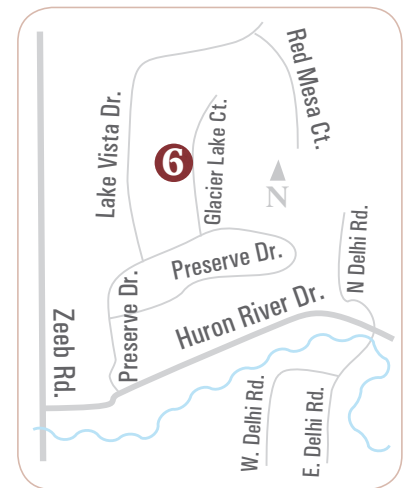 Red Mesa Ct.
Lake Vista Dr.
Glacier Lake Ct.
6
N
N Delhi Rd.
Preserve Dr.
Preserve Dr.
Huron River Dr.
Zeeb Rd.
W. Delhi Rd.
E. Delhi Rd.